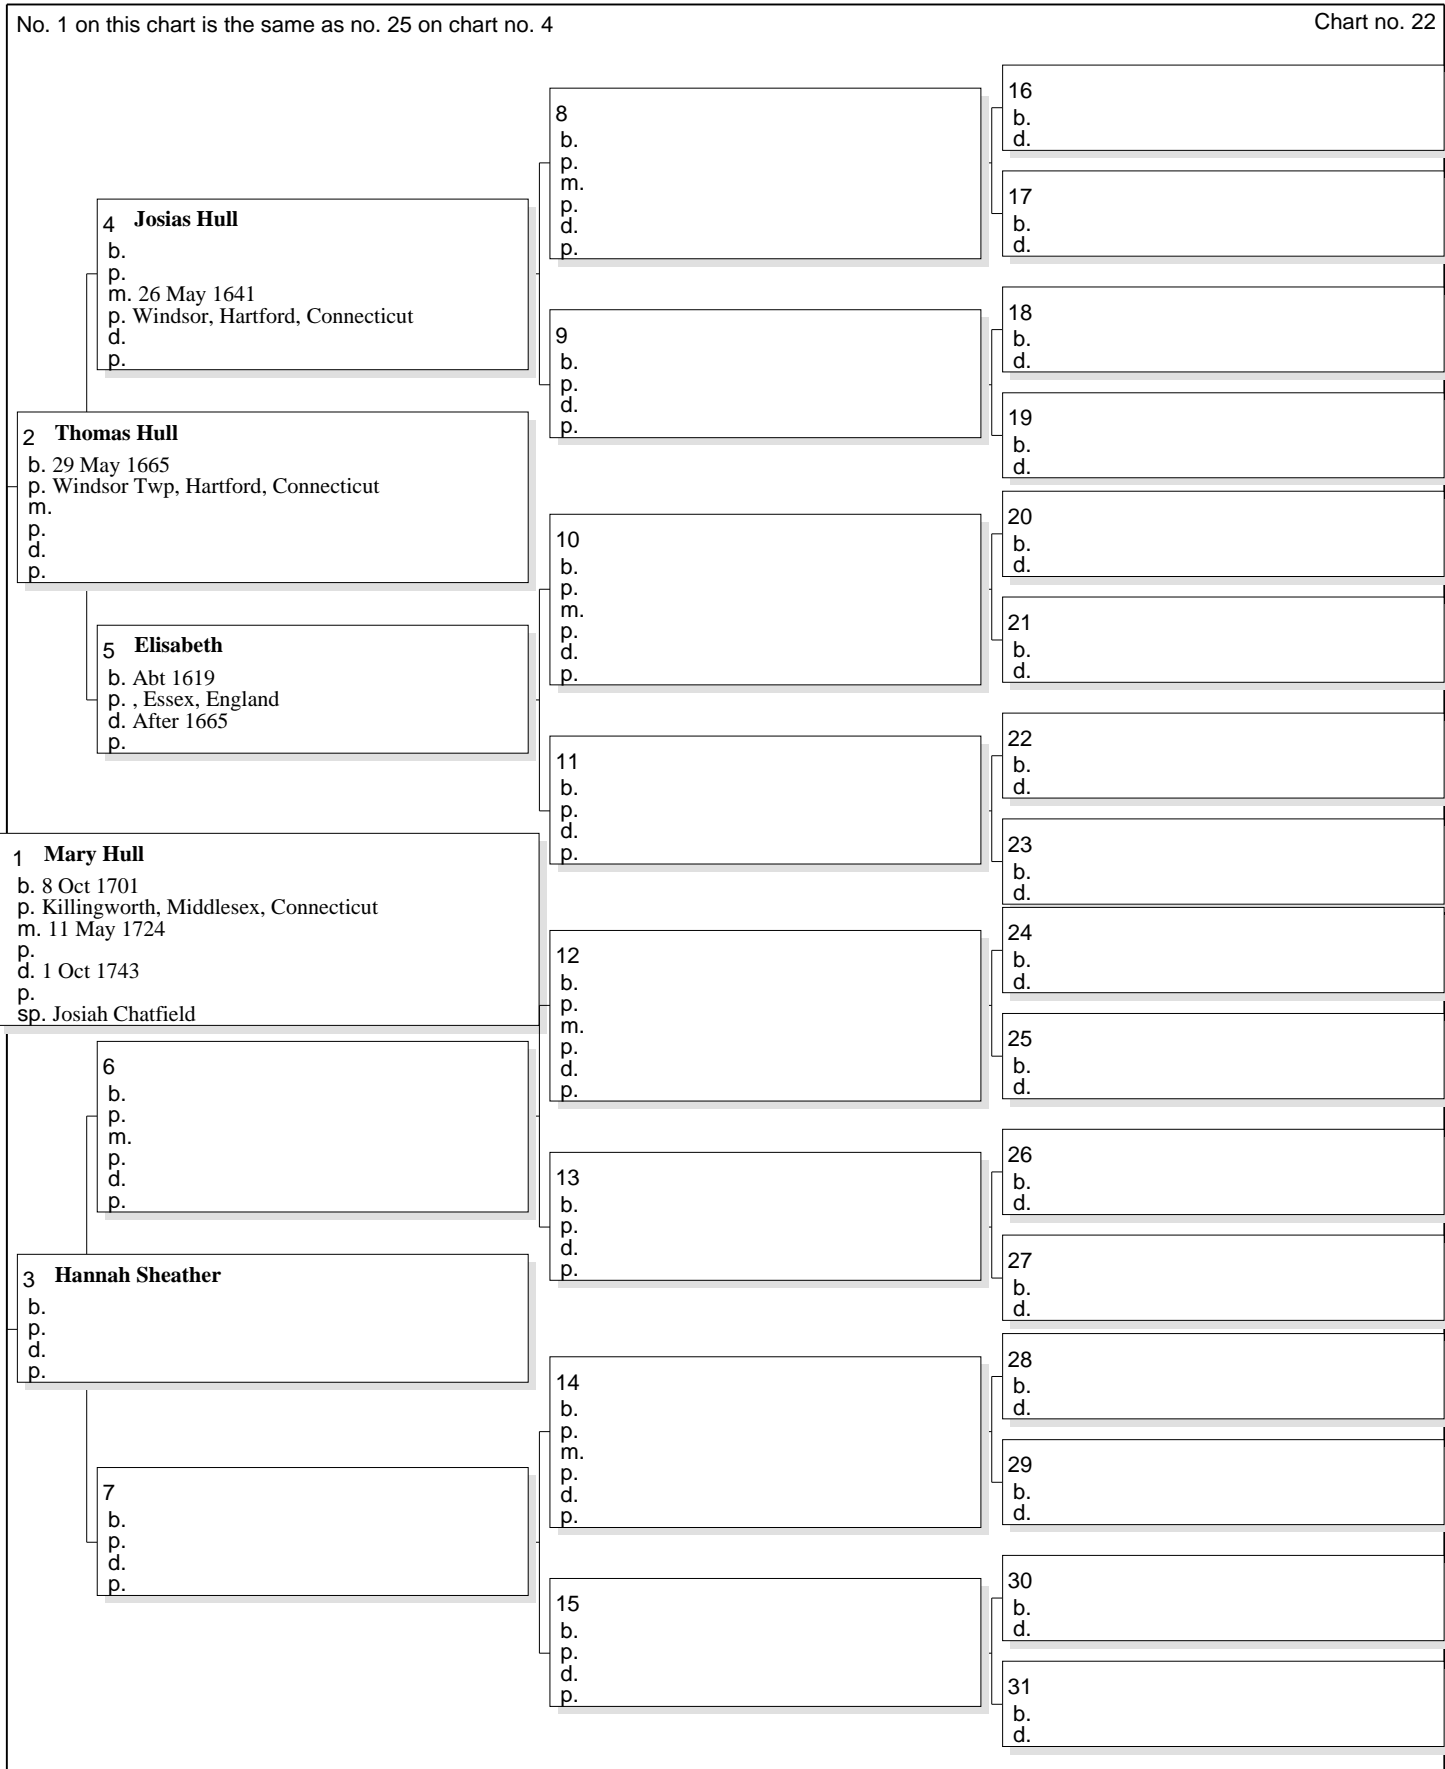 No. 1 on this chart is the same as no. 25 on chart no. 4
Chart no. 22
1 Mary Hull
b. 8 Oct 1701
p. Killingworth, Middlesex, Connecticut
m. 11 May 1724
p.
d. 1 Oct 1743
p.
sp. Josiah Chatfield
2 Thomas Hull
b. 29 May 1665
p. Windsor Twp, Hartford, Connecticut
m.
p.
d.
p.
3 Hannah Sheather
b.
p.
d.
p.
4 Josias Hull
b.
p.
m. 26 May 1641
p. Windsor, Hartford, Connecticut
d.
p.
5 Elisabeth
b. Abt 1619
p. , Essex, England
d. After 1665
p.
6
b.
p.
m.
p.
d.
p.
7
b.
p.
d.
p.
8
b.
p.
m.
p.
d.
p.
9
b.
p.
d.
p.
10
b.
p.
m.
p.
d.
p.
11
b.
p.
d.
p.
12
b.
p.
m.
p.
d.
p.
13
b.
p.
d.
p.
14
b.
p.
m.
p.
d.
p.
15
b.
p.
d.
p.
16
b.
d.
17
b.
d.
18
b.
d.
19
b.
d.
20
b.
d.
21
b.
d.
22
b.
d.
23
b.
d.
24
b.
d.
25
b.
d.
26
b.
d.
27
b.
d.
28
b.
d.
29
b.
d.
30
b.
d.
31
b.
d.